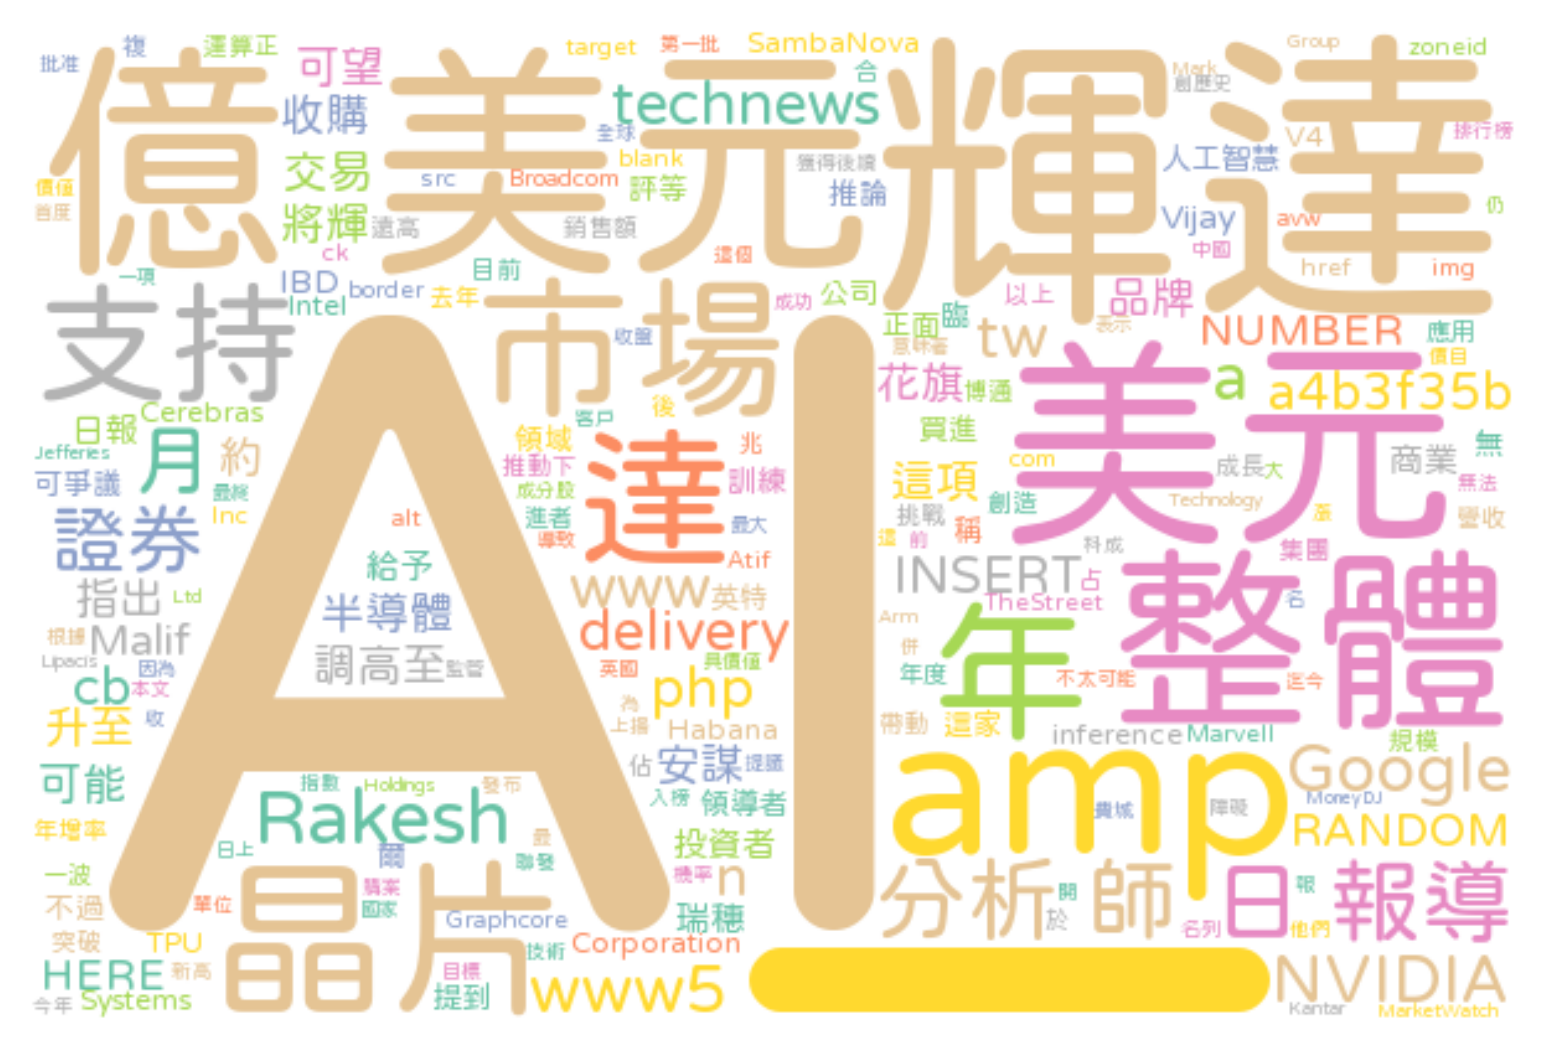 批准
複
運算正
可望
target
第一批
SambaNova
Group
zoneid
億
美元
輝達
合
Mark
創歷史
收購
technews
V4
排行榜
全球
交易
src
Broadcom
blank
評等
獲得後續
推論
人工智慧
價值
首度
將輝
遠高
銷售額
Vijay
avw
仍
ck
這個
中國
一項
IBD
border
目前
href
img
Intel
去年
市場
成功
公司
以上
品牌
支持
收盤
正面
臨
意味著
tw
表示
NUMBER
應用
價目
AI
花旗
博通
a
a4b3f35b
日報
Cerebras
客戶
後
買進
美元
商業
無
Jefferies
月
約
領域
達
兆
com
成長
大
可爭議
最終
推動下
訓練
這項
創造
Technology
無法
成分股
Inc
alt
進者
最大
挑戰
稱
漲
營收
證券
導致
Atif
這
前
科成
集團
給予
www
英特
INSERT
占
指出
Ltd
半導體
TheStreet
名
整體
根據
Malif
delivery
Arm
年
Lipacis
因為
調高至
監管
英國
具價值
併
cb
本文
php
年度
不太可能
迄今
升至
收
為
上揚
Habana
帶動
這家
inference
Marvell
規模
可能
指數
Holdings
發布
佔
安謀
amp
Google
入榜
領導者
費城
障礙
MoneyDJ
年增率
Rakesh
最
投資者
RANDOM
日上
爾
聯發
一波
購案
機率
n
分析師
開
日
報
報導
不過
單位
國家
晶片
Graphcore
瑞穗
於
名列
他們
突破
TPU
技術
Corporation
_
HERE
新高
目標
www5
NVIDIA
今年
Systems
提到
Kantar
MarketWatch